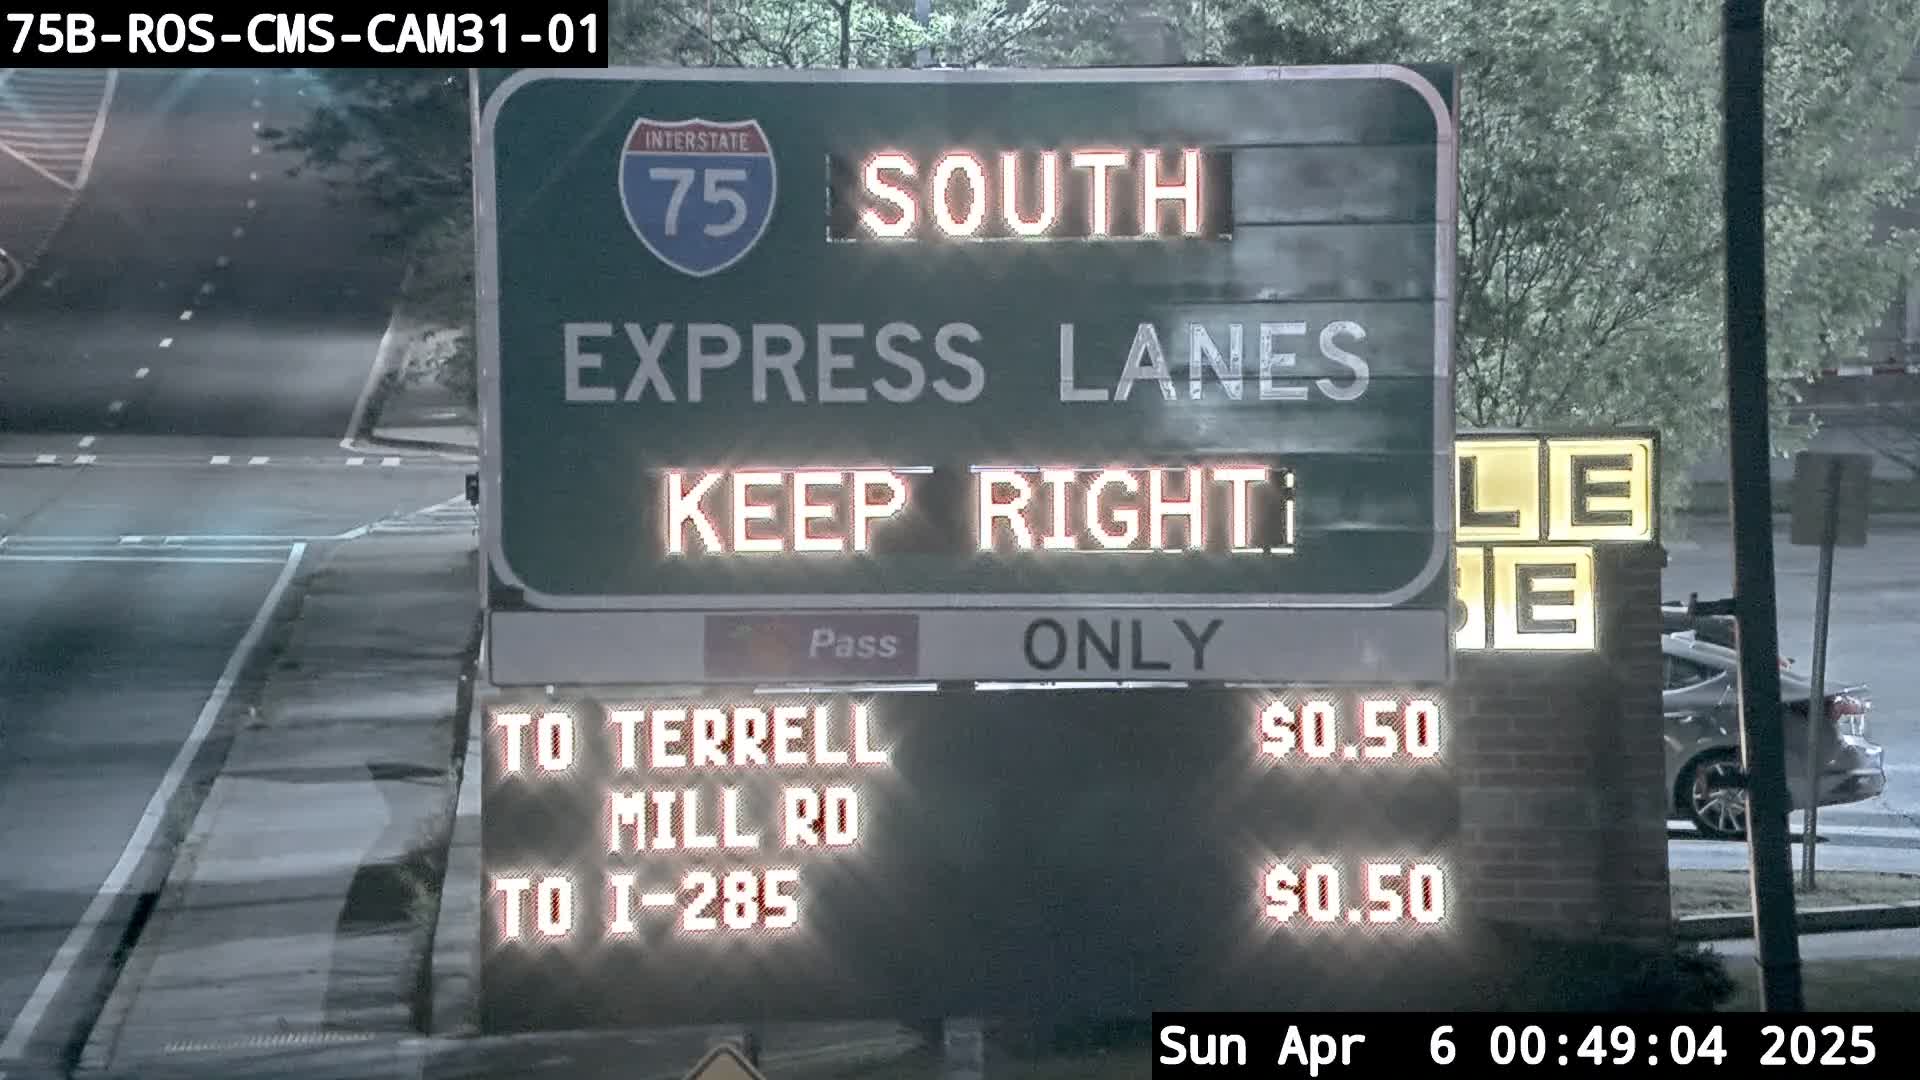 75B-ROS-CMS-CAM31-01
INTERSTATE
75
SOUTH
EXPRESS LANES
KEEP RIGHT
Pass ONLY
TO TERRELL $0.50
MILL RD
TO I-285 $0.50
LE
E
Sun Apr 6 00:49:04 2025